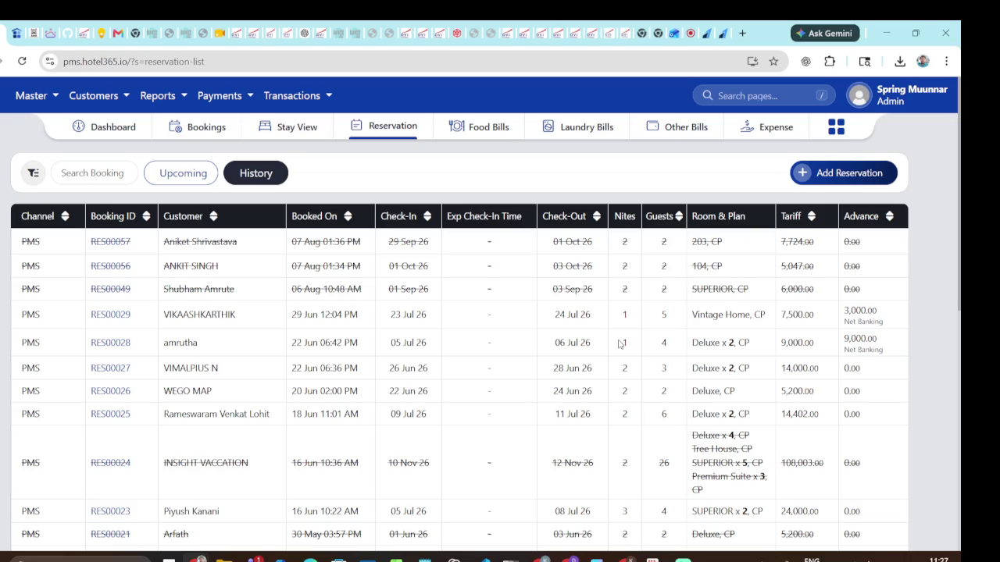 Ask Gemini
pms.hotel365.io/?s=reservation-list
Master Customers Reports Payments Transactions Search pages... / Spring Muunnar
Admin
Dashboard Bookings Stay View Reservation Food Bills Laundry Bills Other Bills Expense
Search Booking Upcoming History Add Reservation
Channel Booking ID Customer Booked On Check-In Exp Check-In Time Check-Out Nites Guests Room & Plan Tariff Advance
PMS RES00057 Aniket Shrivastava 07 Aug 01:36 PM 29 Sep 26 - 01 Oct 26 2 2 203, CP 7,724.00 0.00
PMS RES00056 ANKIT SINGH 07 Aug 01:34 PM 01 Oct 26 - 03 Oct 26 2 2 104, CP 5,047.00 0.00
PMS RES00049 Shubham Amrute 06 Aug 10:48 AM 01 Sep 26 - 03 Sep 26 2 2 SUPERIOR, CP 6,000.00 0.00
PMS RES00029 VIKAASHKARTHIK 29 Jun 12:04 PM 23 Jul 26 - 24 Jul 26 1 5 Vintage Home, CP 7,500.00 3,000.00
Net Banking
PMS RES00028 amrutha 22 Jun 06:42 PM 05 Jul 26 - 06 Jul 26 1 4 Deluxe x 2, CP 9,000.00 9,000.00
Net Banking
PMS RES00027 VIMALPIUS N 22 Jun 06:36 PM 26 Jun 26 - 28 Jun 26 2 3 Deluxe x 2, CP 14,000.00 0.00
PMS RES00026 WEGO MAP 20 Jun 02:00 PM 22 Jun 26 - 24 Jun 26 2 2 Deluxe, CP 5,200.00 0.00
PMS RES00025 Rameswaram Venkat Lohit 18 Jun 11:01 AM 09 Jul 26 - 11 Jul 26 2 6 Deluxe x 2, CP 14,402.00 0.00
Deluxe x 4, CP
Tree House, CP
PMS RES00024 INSIGHT VACCATION 16 Jun 10:36 AM 10 Nov 26 - 12 Nov 26 2 26 SUPERIOR x 5, CP 108,003.00 0.00
Premium Suite x 3,
CP
PMS RES00023 Piyush Kanani 16 Jun 10:22 AM 05 Jul 26 - 08 Jul 26 3 4 SUPERIOR x 2, CP 24,000.00 0.00
PMS RES00021 Arfath 30 May 03:57 PM 01 Jun 26 - 03 Jun 26 2 2 Deluxe, CP 5,200.00 0.00
ENG 11:27